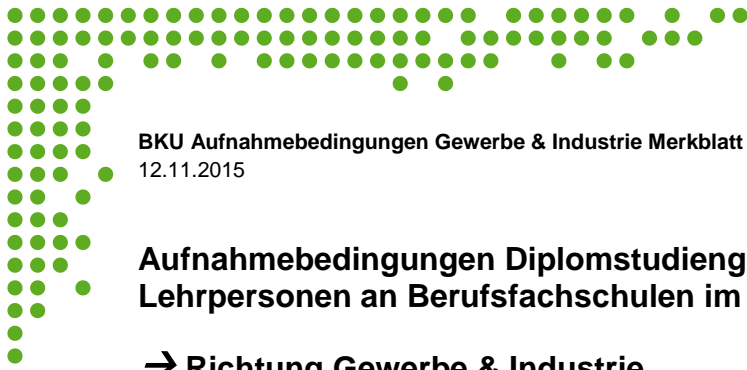 BKU Aufnahmebedingungen Gewerbe & Industrie Merkblatt
12.11.2015
Aufnahmebedingungen Diplomstudieng
Lehrpersonen an Berufsfachschulen im
→ Richtung Gewerbe & Industrie